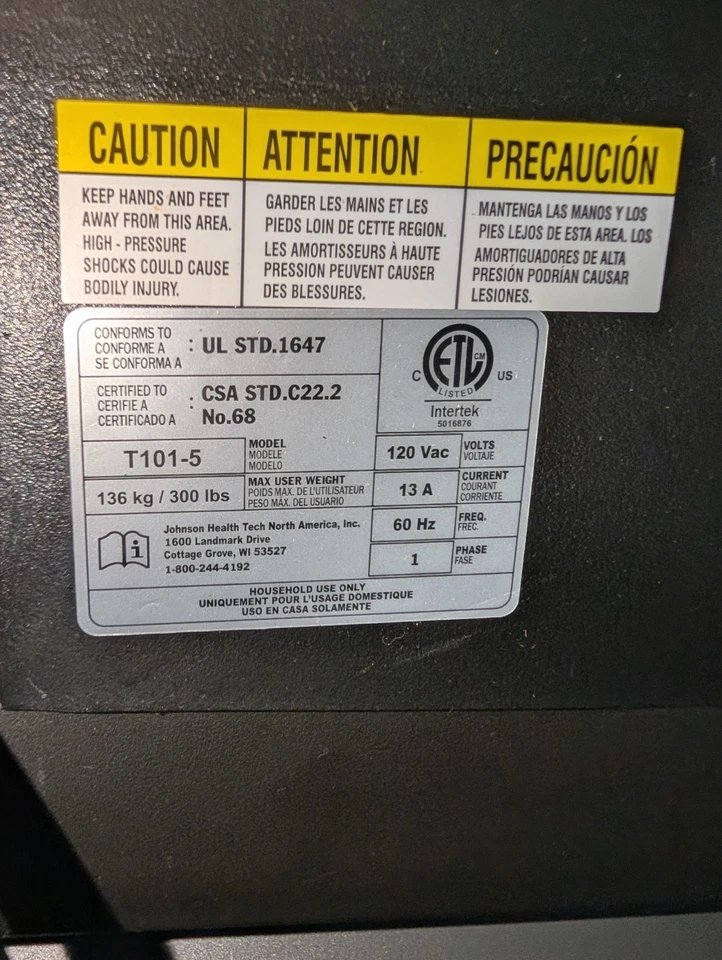 CAUTION
KEEP HANDS AND FEET
AWAY FROM THIS AREA.
HIGH - PRESSURE
SHOCKS COULD CAUSE
BODILY INJURY.
ATTENTION
GARDER LES MAINS ET LES
PIEDS LOIN DE CETTE REGION.
LES AMORTISSEURS À HAUTE
PRESSION PEUVENT CAUSER
DES BLESSURES.
PRECAUCIÓN
MANTENGA LAS MANOS Y LOS
PIES LEJOS DE ESTA AREA. LOS
AMORTIGUADORES DE ALTA
PRESIÓN PODRÍAN CAUSAR
LESIONES.
CONFORMS TO
CONFORME A
SE CONFORMA A
: UL STD.1647
CERTIFIED TO
CERIFIE A
CERTIFICADO A
: CSA STD.C22.2
No.68
C ETL CM US
LISTED
Intertek
5016876
T101-5
MODEL
MODELE
MODELO
136 kg / 300 lbs
MAX USER WEIGHT
POIDS MAX. DE L'UTILISATEUR
PESO MÁX. DEL USUARIO
120 Vac
VOLTS
VOLTAJE
13 A
CURRENT
COURANT
CORRIENTE
60 Hz
FREQ.
FREC.
1
PHASE
FASE
i
Johnson Health Tech North America, Inc.
1600 Landmark Drive
Cottage Grove, WI 53527
1-800-244-4192
HOUSEHOLD USE ONLY
UNIQUEMENT POUR L'USAGE DOMESTIQUE
USO EN CASA SOLAMENTE